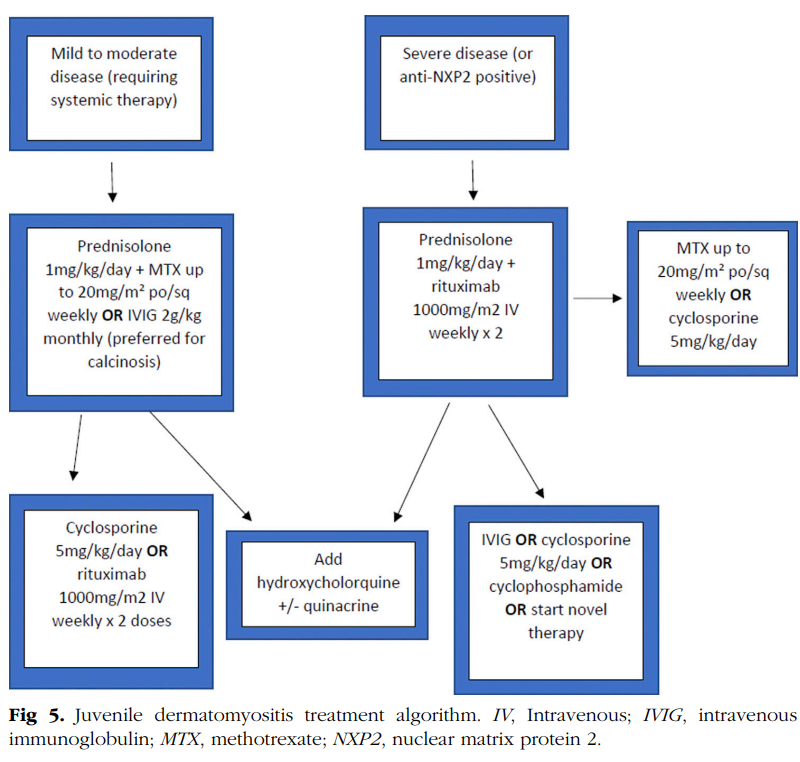 Mild to moderate
disease (requiring
systemic therapy)
Severe disease (or
anti-NXP2 positive)
Prednisolone
1mg/kg/day + MTX up
to 20mg/m² po/sq
weekly OR IVIG 2g/kg
monthly (preferred for
calcinosis)
Prednisolone
1mg/kg/day +
rituximab
1000mg/m2 IV
weekly x 2
MTX up to
20mg/m² po/sq
weekly OR
cyclosporine
5mg/kg/day
Cyclosporine
5mg/kg/day OR
rituximab
1000mg/m2 IV
weekly x 2 doses
Add
hydroxycholorquine
+/- quinacrine
IVIG OR cyclosporine
5mg/kg/day OR
cyclophosphamide
OR start novel
therapy
Fig 5. Juvenile dermatomyositis treatment algorithm. IV, Intravenous; IVIG, intravenous
immunoglobulin; MTX, methotrexate; NXP2, nuclear matrix protein 2.